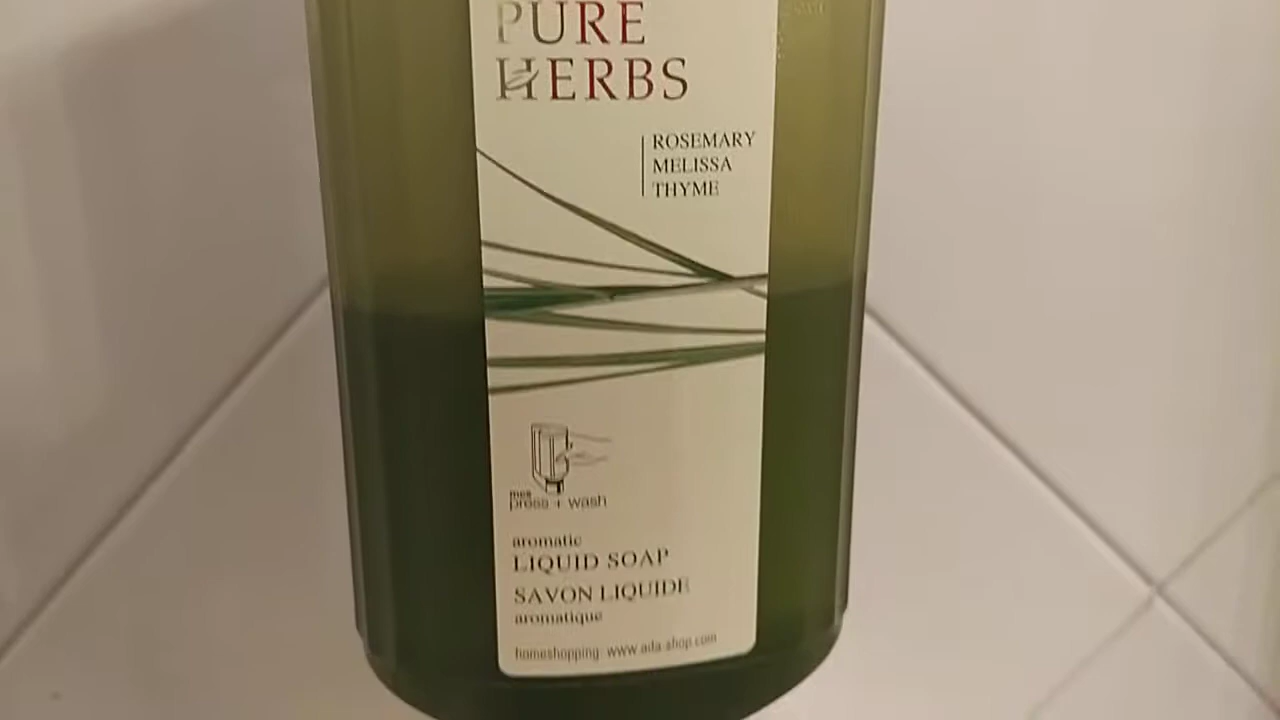 PURE
HERBS
ROSEMARY
MELISSA
THYME
press + wash
aromatic
LIQUID SOAP
SAVON LIQUIDE
aromatique
homeshopping: www.ada-shop.com